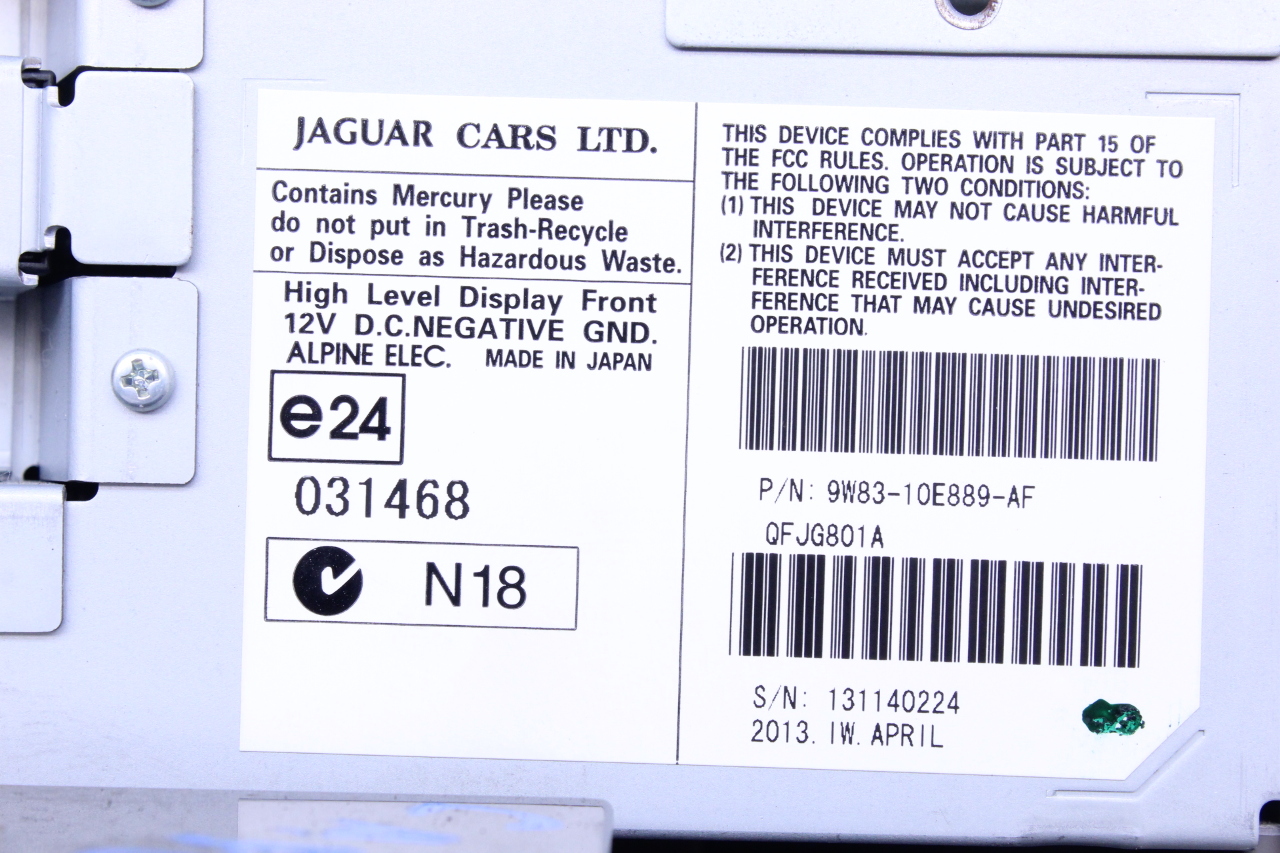 JAGUAR CARS LTD.
Contains Mercury Please
do not put in Trash-Recycle
or Dispose as Hazardous Waste.
High Level Display Front
12V D.C.NEGATIVE GND.
ALPINE ELEC. MADE IN JAPAN
e24
031468
N18
THIS DEVICE COMPLIES WITH PART 15 OF
THE FCC RULES. OPERATION IS SUBJECT TO
THE FOLLOWING TWO CONDITIONS:
(1) THIS DEVICE MAY NOT CAUSE HARMFUL
INTERFERENCE.
(2) THIS DEVICE MUST ACCEPT ANY INTER-
FERENCE RECEIVED INCLUDING INTER-
FERENCE THAT MAY CAUSE UNDESIRED
OPERATION.
P/N: 9W83-10E889-AF
QFJG801A
S/N: 131140224
2013. IW. APRIL